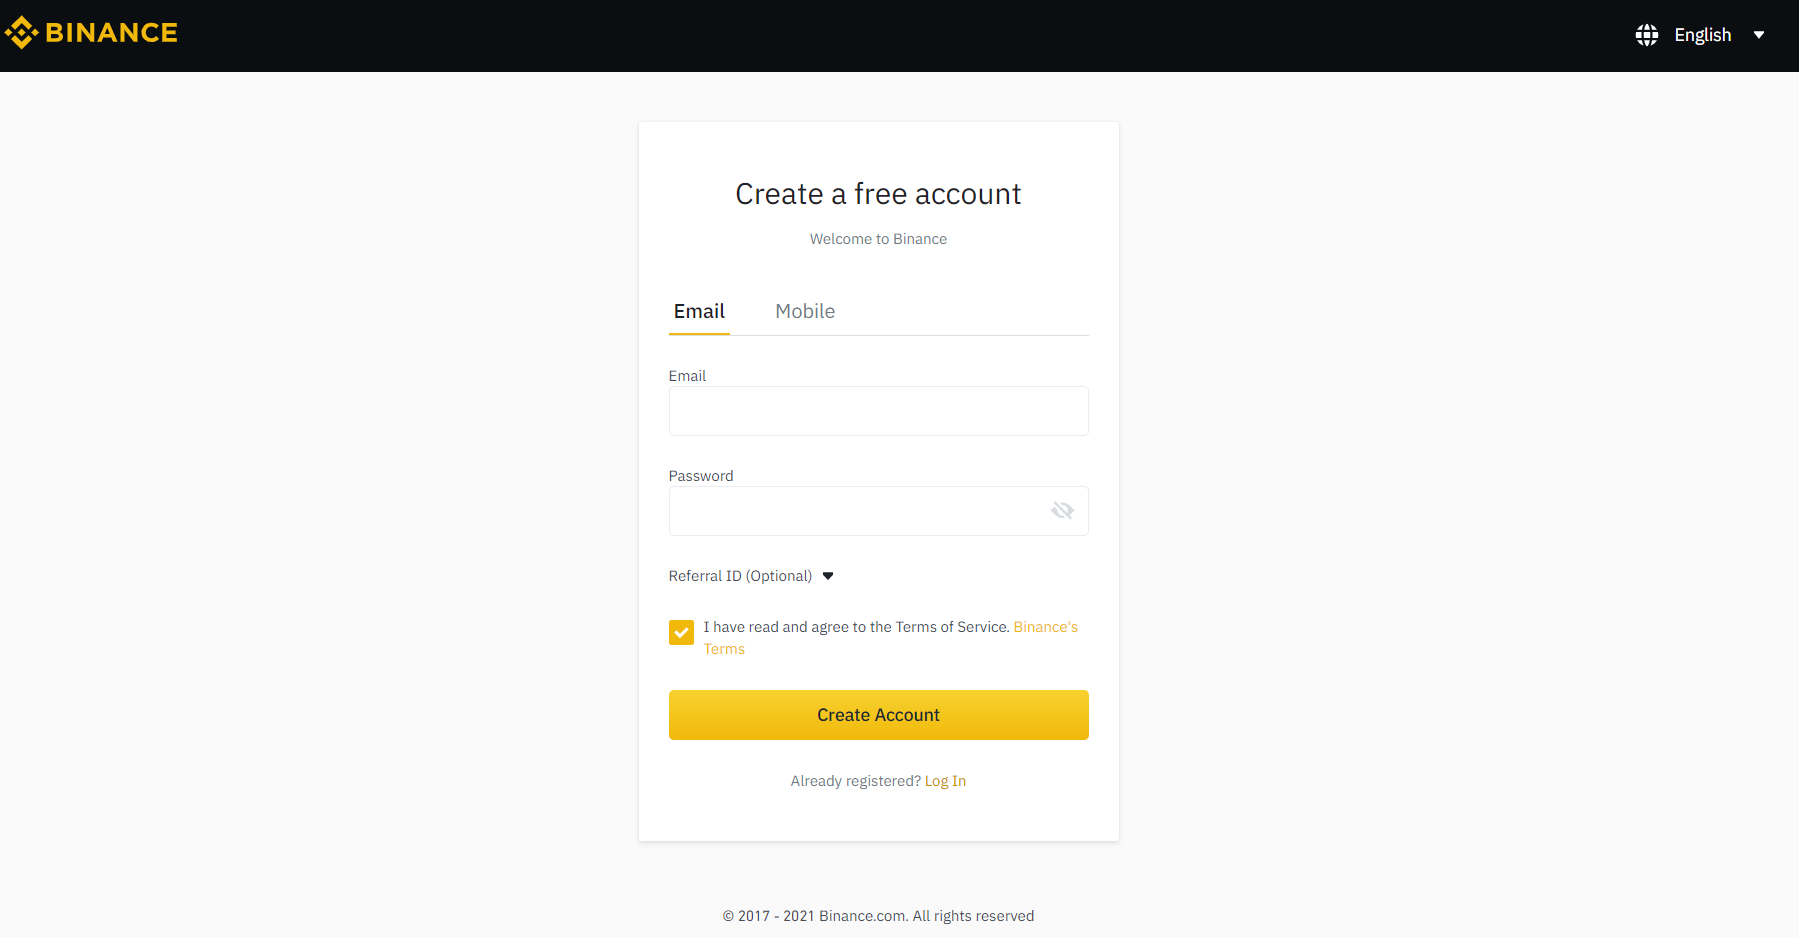 BINANCE
English
Create a free account
Welcome to Binance
Email Mobile
Email
Password
Referral ID (Optional)
I have read and agree to the Terms of Service. Binance's
Terms
Create Account
Already registered? Log In
© 2017 - 2021 Binance.com. All rights reserved